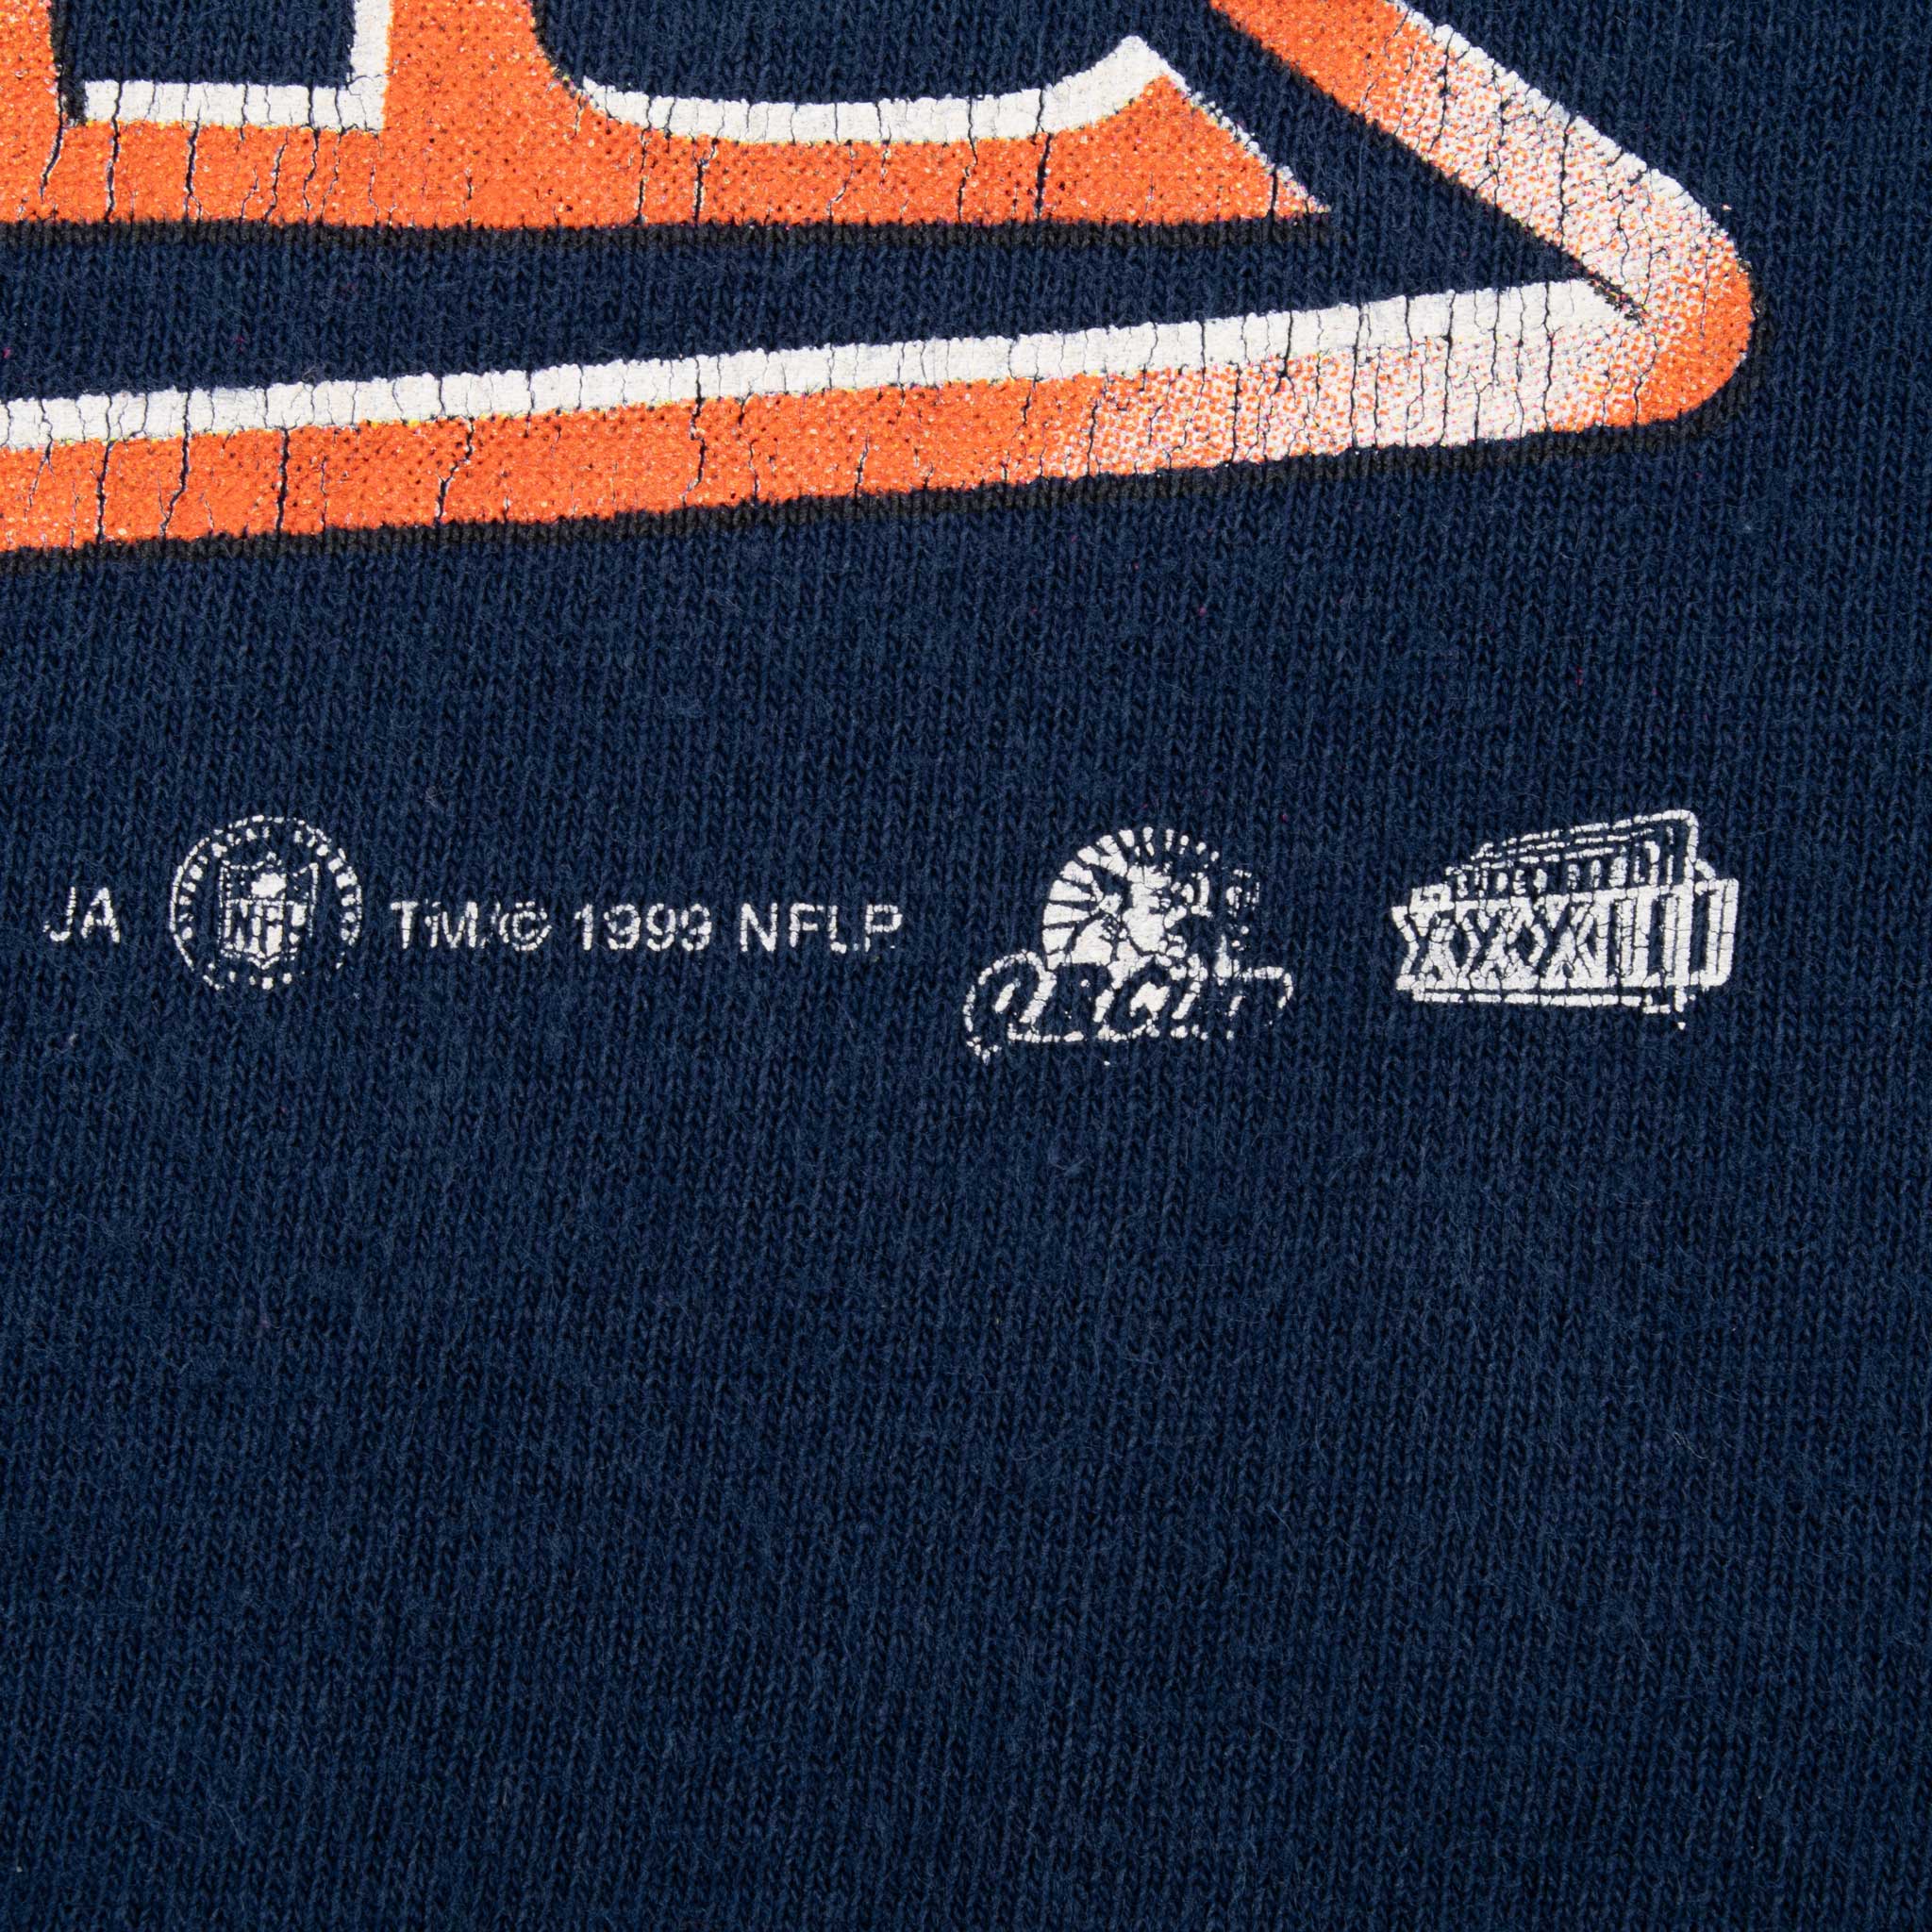 JA NFL TM/© 1999 NFLP XXXIII